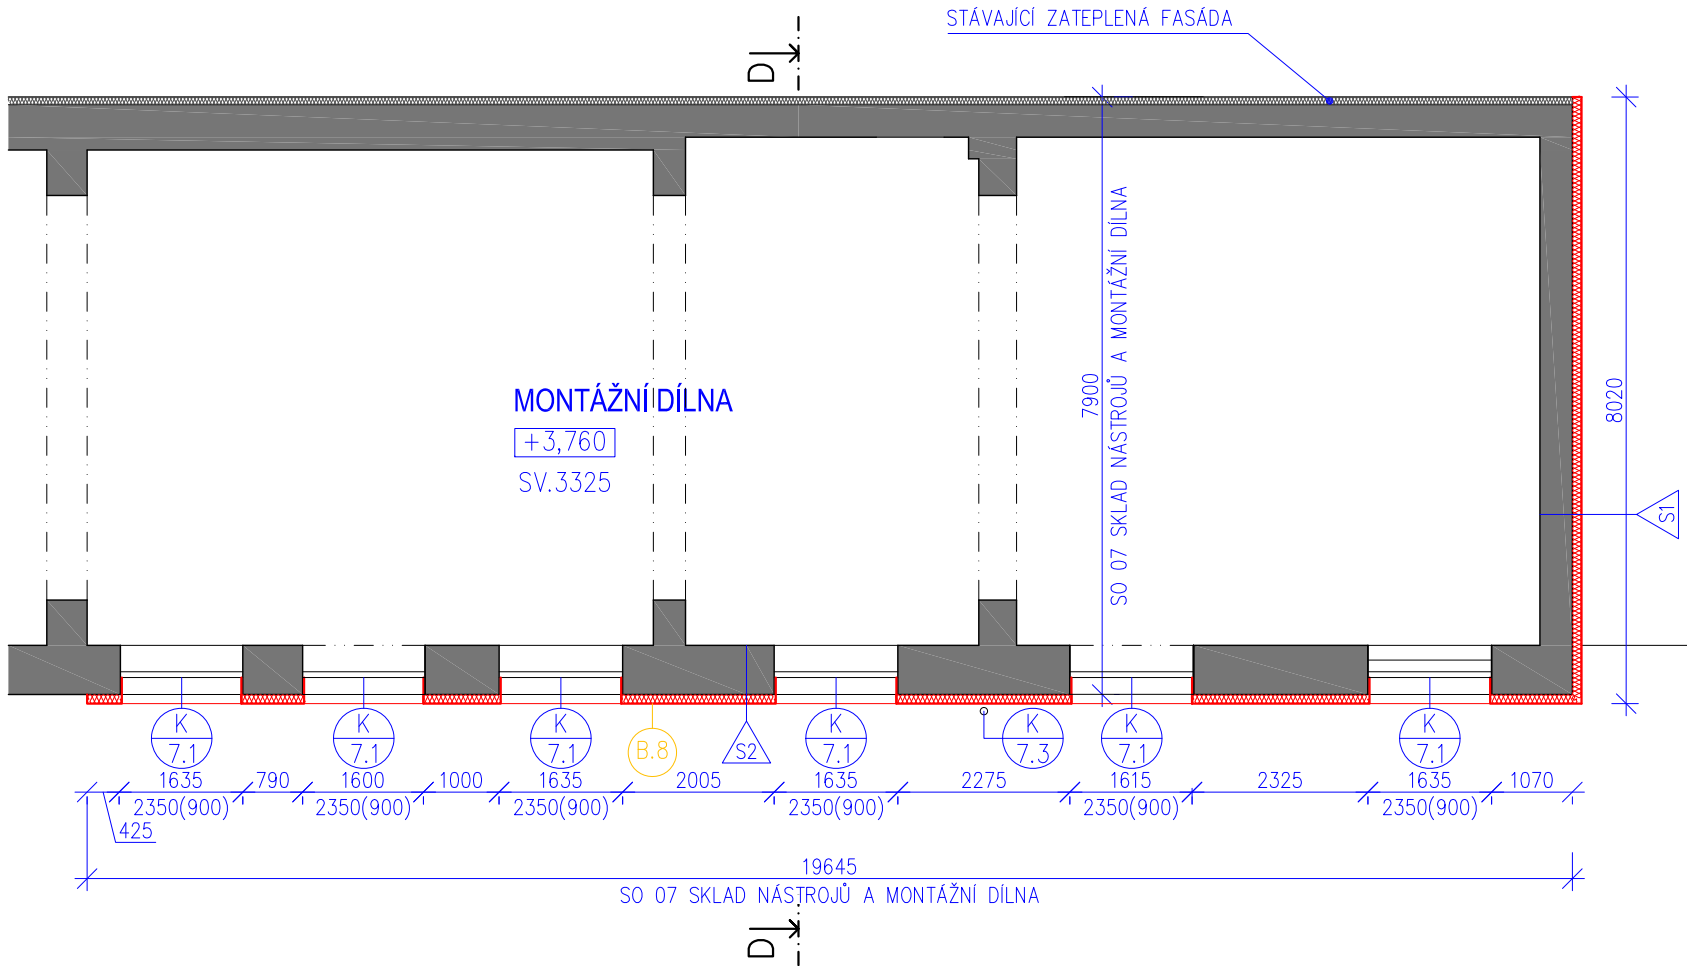 STÁVAJÍCÍ ZATEPLENÁ FASÁDA
D
7900
SO 07 SKLAD NÁSTROJŮ A MONTÁŽNÍ DÍLNA
8020
MONTÁŽNÍ DÍLNA
+3,760
SV.3325
S1
K
7.1
K
7.1
K
7.1
B.8
S2
K
7.1
K
7.3
K
7.1
K
7.1
1635
790
1600
1000
1635
2005
1635
2275
1615
2325
1635
1070
2350(900)
2350(900)
2350(900)
2350(900)
2350(900)
2350(900)
425
19645
SO 07 SKLAD NÁSTROJŮ A MONTÁŽNÍ DÍLNA
D